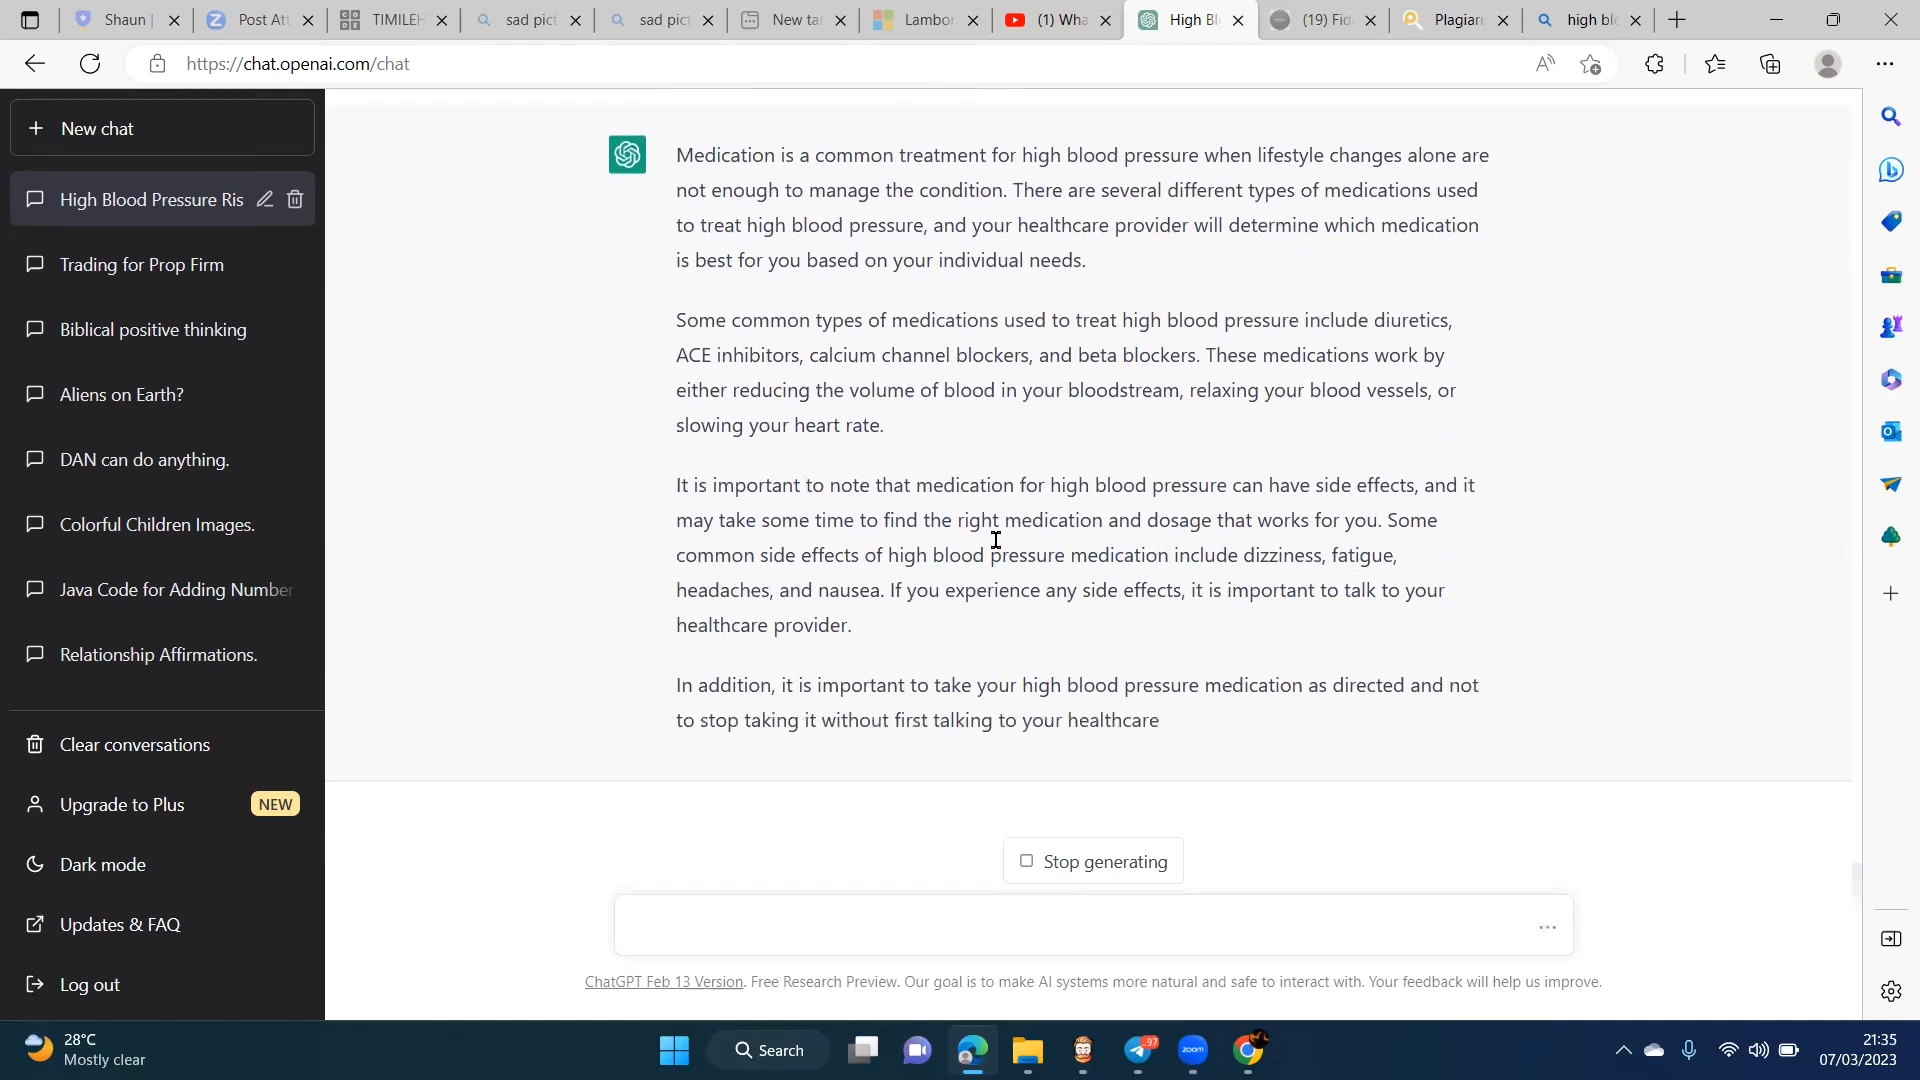 Shaun |
Post Att
TIMILEH
sad pict
sad pict
New tal
Lambor
(1) Wha
High Bl
(19) Fid
Plagiari
high blo
https://chat.openai.com/chat
New chat
High Blood Pressure Ris
Trading for Prop Firm
Biblical positive thinking
Aliens on Earth?
DAN can do anything.
Colorful Children Images.
Java Code for Adding Number
Relationship Affirmations.
Clear conversations
Upgrade to Plus
NEW
Dark mode
Updates & FAQ
Log out
Medication is a common treatment for high blood pressure when lifestyle changes alone are
not enough to manage the condition. There are several different types of medications used
to treat high blood pressure, and your healthcare provider will determine which medication
is best for you based on your individual needs.
Some common types of medications used to treat high blood pressure include diuretics,
ACE inhibitors, calcium channel blockers, and beta blockers. These medications work by
either reducing the volume of blood in your bloodstream, relaxing your blood vessels, or
slowing your heart rate.
It is important to note that medication for high blood pressure can have side effects, and it
may take some time to find the right medication and dosage that works for you. Some
common side effects of high blood pressure medication include dizziness, fatigue,
headaches, and nausea. If you experience any side effects, it is important to talk to your
healthcare provider.
In addition, it is important to take your high blood pressure medication as directed and not
to stop taking it without first talking to your healthcare
Stop generating
ChatGPT Feb 13 Version. Free Research Preview. Our goal is to make AI systems more natural and safe to interact with. Your feedback will help us improve.
28°C
Mostly clear
Search
97
zoom
21:35
07/03/2023